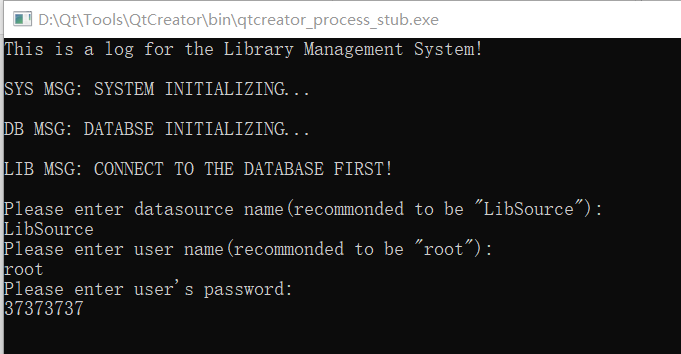 D:\Qt\Tools\QtCreator\bin\qtcreator_process_stub.exe
This is a log for the Library Management System!
SYS MSG: SYSTEM INITIALIZING...
DB MSG: DATABSE INITIALIZING...
LIB MSG: CONNECT TO THE DATABASE FIRST!
Please enter datasource name(recommonded to be "LibSource"):
LibSource
Please enter user name(recommonded to be "root"):
root
Please enter user's password:
37373737